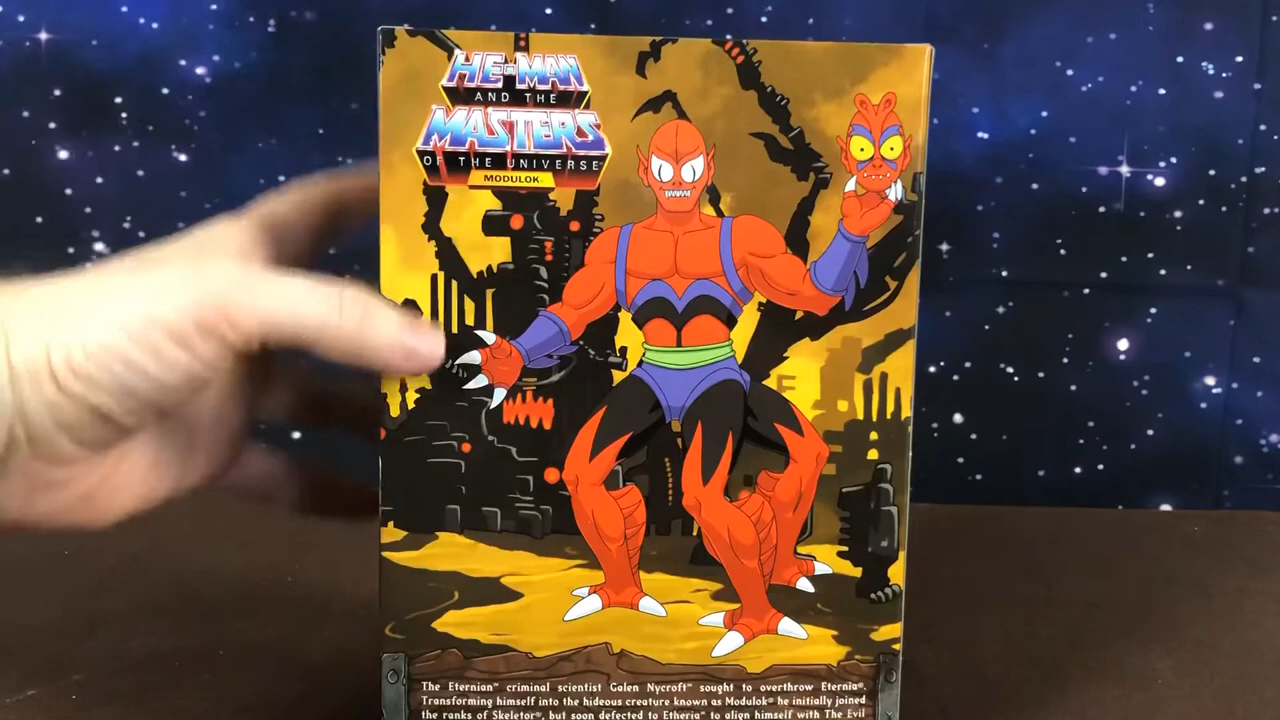 HE-MAN
AND THE
MASTERS
OF THE UNIVERSE
MODULOK™
The Eternian™ criminal scientist Galen Nycroft™ sought to overthrow Eternia®.
Transforming himself into the hideous creature known as Modulok® he initially joined
the ranks of Skeletor®, but soon defected to Etheria™ to align himself with The Evil